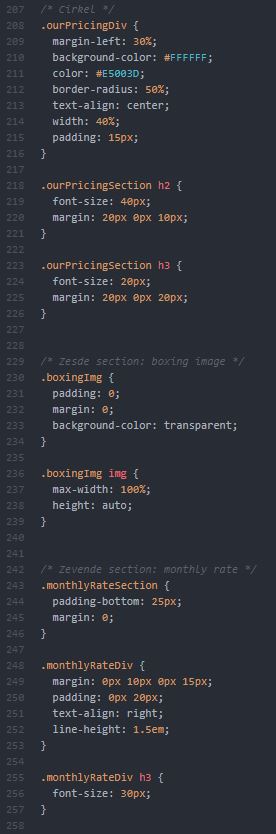 207 /* Cirkel */
208 .ourPricingDiv {
209 margin-left: 30%;
210 background-color: #FFFFFF;
211 color: #E5003D;
212 border-radius: 50%;
213 text-align: center;
214 width: 40%;
215 padding: 15px;
216 }
217
218 .ourPricingSection h2 {
219 font-size: 40px;
220 margin: 20px 0px 10px;
221 }
222
223 .ourPricingSection h3 {
224 font-size: 20px;
225 margin: 20px 0px 20px;
226 }
227
228
229 /* Zesde section: boxing image */
230 .boxingImg {
231 padding: 0;
232 margin: 0;
233 background-color: transparent;
234 }
235
236 .boxingImg img {
237 max-width: 100%;
238 height: auto;
239 }
240
241
242 /* Zevende section: monthly rate */
243 .monthlyRateSection {
244 padding-bottom: 25px;
245 margin: 0;
246 }
247
248 .monthlyRateDiv {
249 margin: 0px 10px 0px 15px;
250 padding: 0px 20px;
251 text-align: right;
252 line-height: 1.5em;
253 }
254
255 .monthlyRateDiv h3 {
256 font-size: 30px;
257 }
258